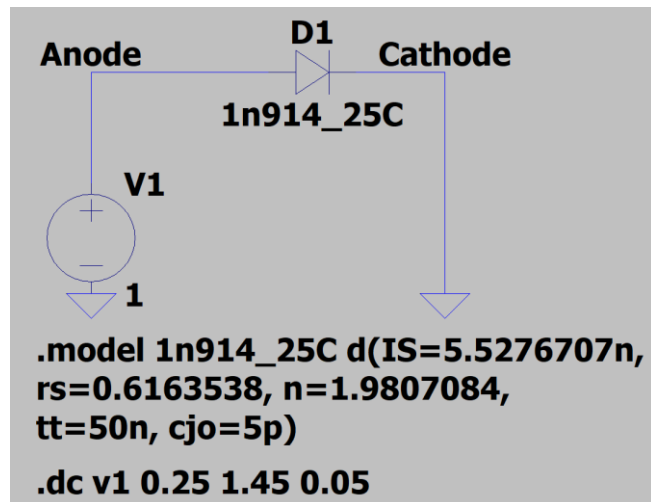 D1
Anode
Cathode
1n914_25C
V1
1
.model 1n914_25C d(IS=5.5276707n,
rs=0.6163538, n=1.9807084,
tt=50n, cjo=5p)
.dc v1 0.25 1.45 0.05